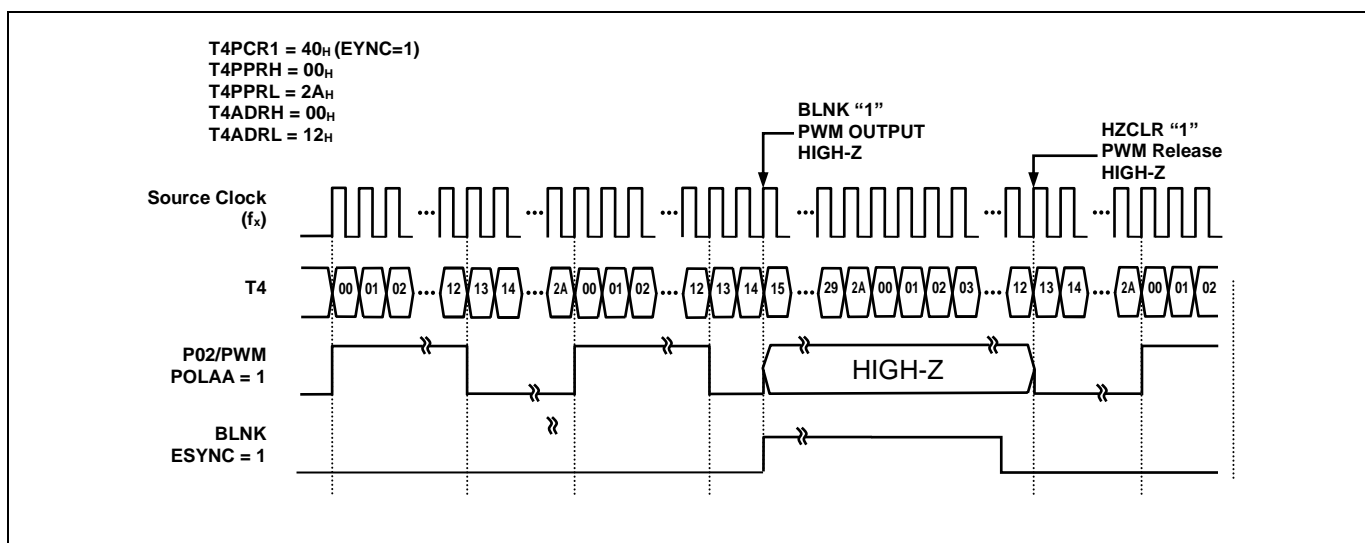 T4PCR1 = 40H (EYNC=1)
T4PPRH = 00H
T4PPRL = 2AH
T4ADRH = 00H
T4ADRL = 12H
BLNK “1”
PWM OUTPUT
HIGH-Z
HZCLR “1”
PWM Release
HIGH-Z
Source Clock
(fx)
... ... ... ... ... ...
T4
00 01 02 ... 12 13 14 ... 2A 00 01 02 ... 12 13 14 15 ... 29 2A 00 01 02 03 ... 12 13 14 ... 2A 00 01 02
P02/PWM
POLAA = 1
HIGH-Z
BLNK
ESYNC = 1